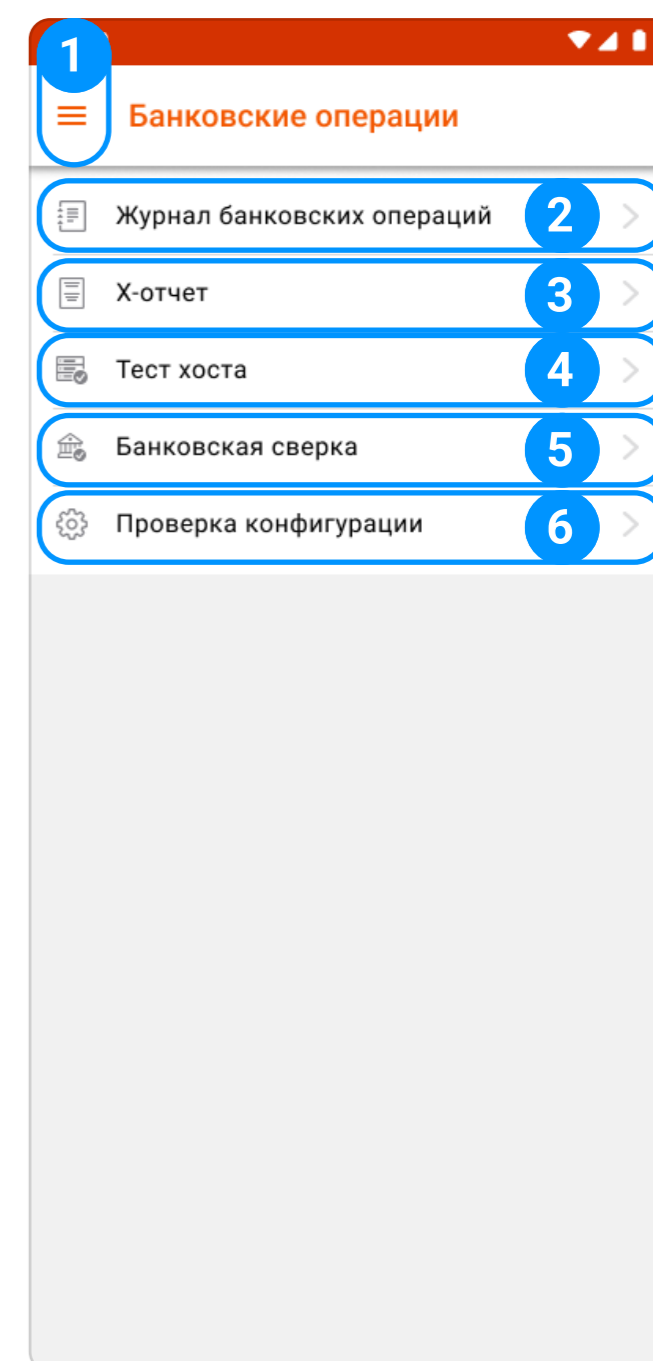 1
Банковские операции
Журнал банковских операций 2
X-отчет 3
Тест хоста 4
Банковская сверка 5
Проверка конфигурации 6